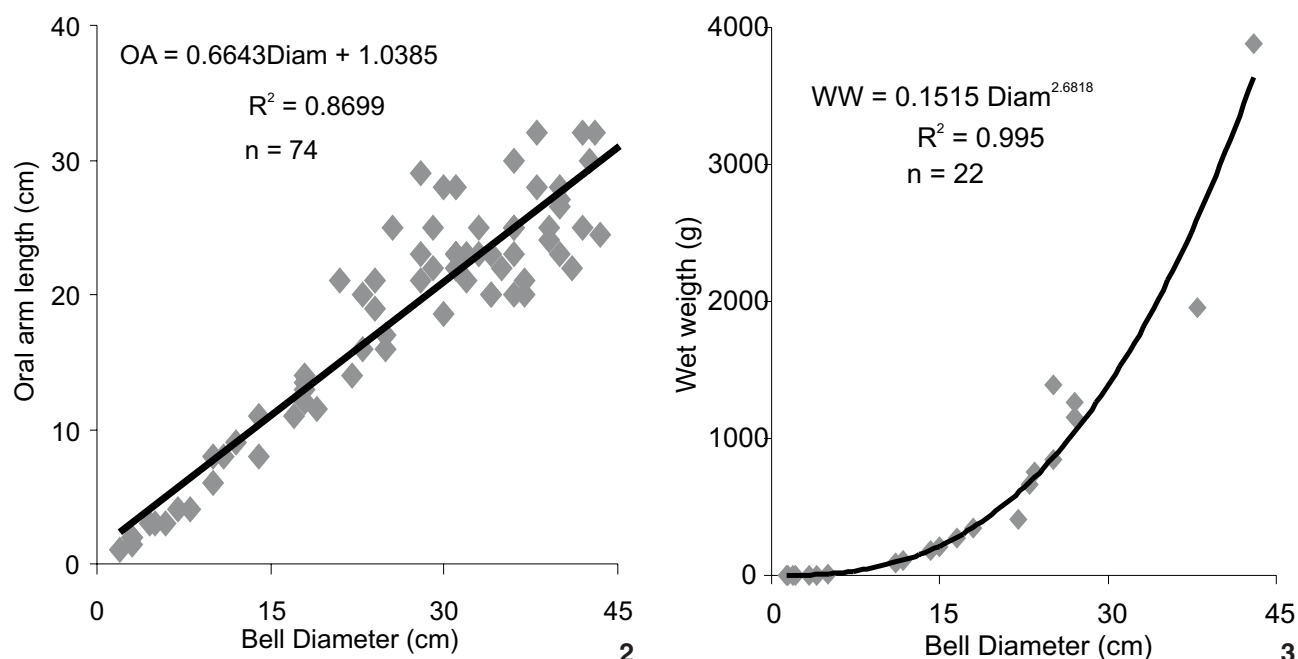 40
OA = 0.6643Diam + 1.0385
R² = 0.8699
n = 74
30
20
10
0
0 15 30 45
Oral arm length (cm)
Bell Diameter (cm)
2
4000
WW = 0.1515 Diam²·⁶⁸¹⁸
R² = 0.995
n = 22
3000
2000
1000
0
0 15 30 45
Wet weigth (g)
Bell Diameter (cm)
3